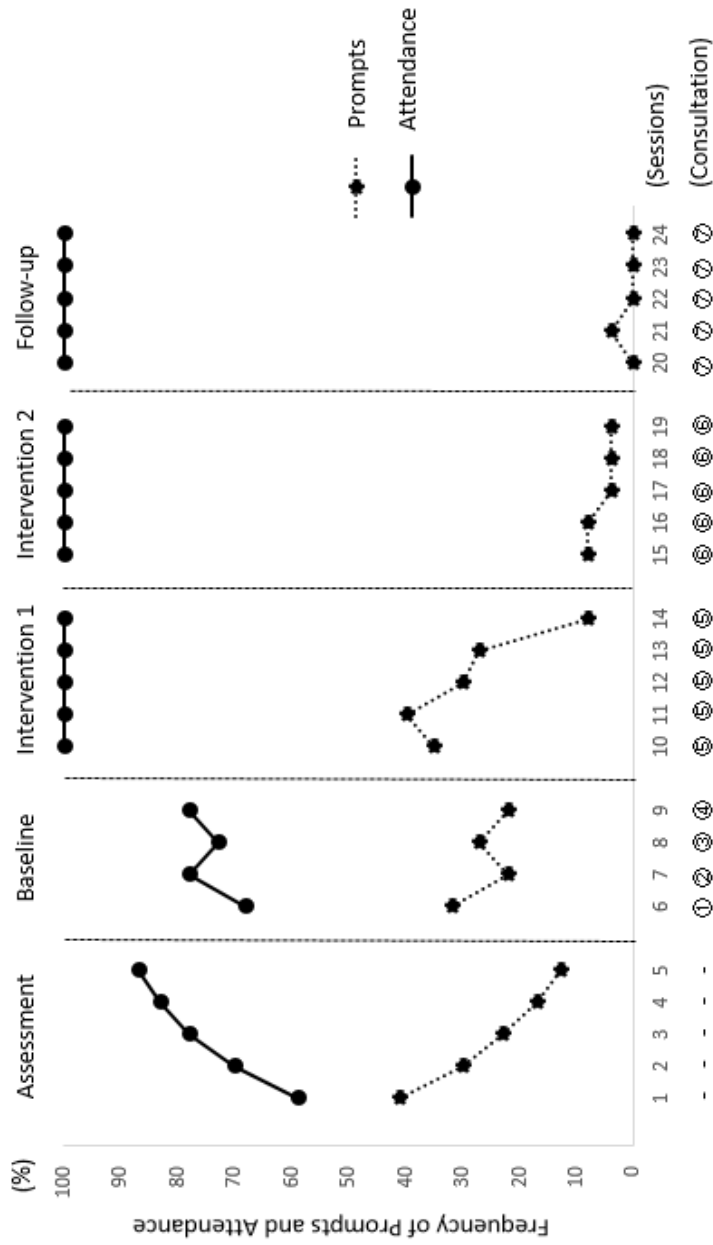 (%)
Assessment Baseline Intervention 1 Intervention 2 Follow-up
100
90
80
70
60
50
40
30
20
10
0
Frequency of Prompts and Attendance
Prompts
Attendance
1 2 3 4 5 6 7 8 9 10 11 12 13 14 15 16 17 18 19 20 21 22 23 24 (Sessions)
- - - - - ① ② ③ ④ ⑤ ⑤ ⑤ ⑤ ⑤ ⑥ ⑥ ⑥ ⑥ ⑥ ⑦ ⑦ ⑦ ⑦ ⑦ (Consultation)